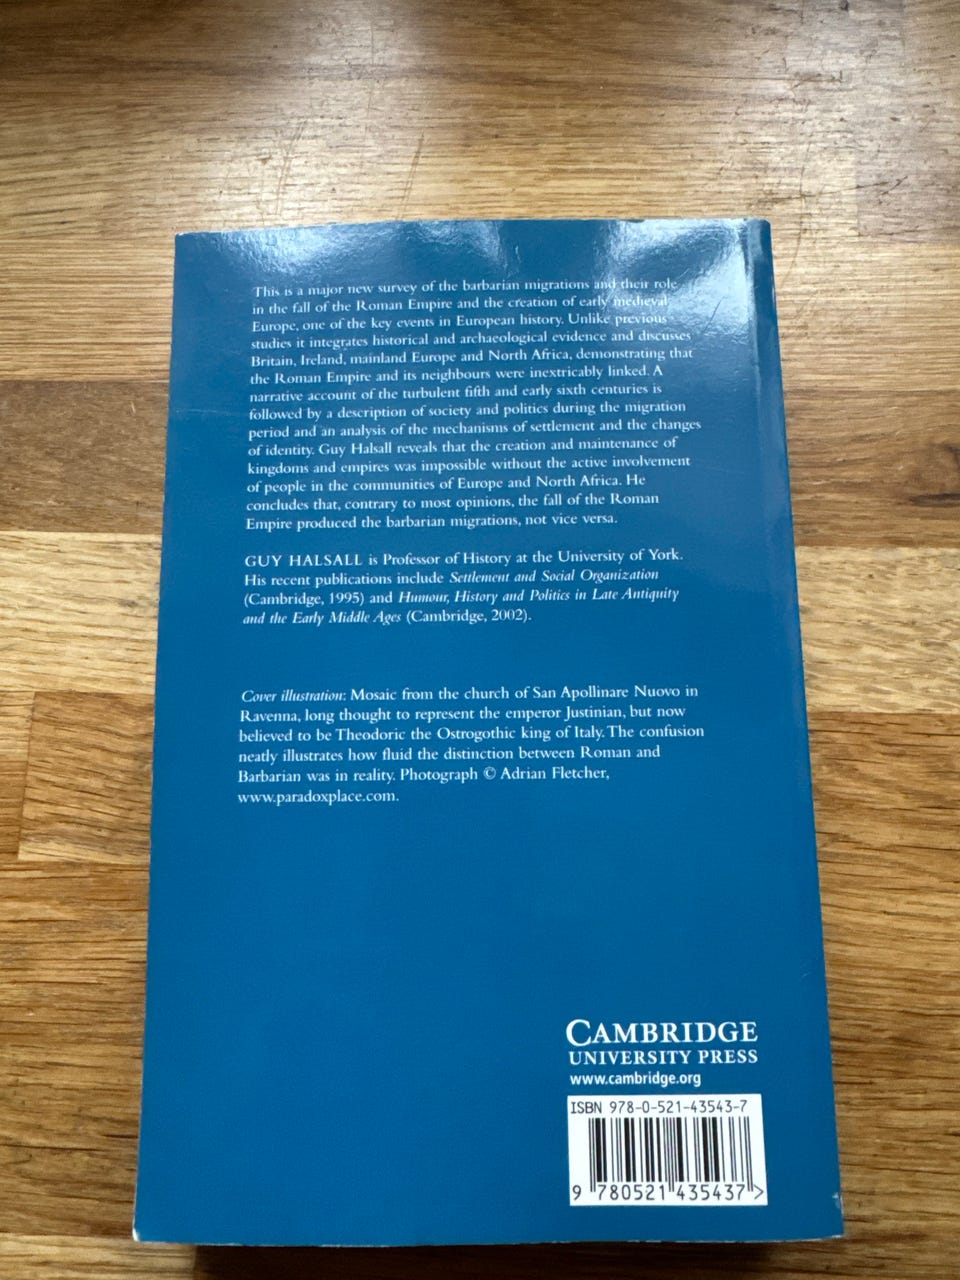 This is a major new survey of the barbarian migrations and their role
in the fall of the Roman Empire and the creation of early medieval
Europe, one of the key events in European history. Unlike previous
studies it integrates historical and archaeological evidence and discusses
Britain, Ireland, mainland Europe and North Africa, demonstrating that
the Roman Empire and its neighbours were inextricably linked. A
narrative account of the turbulent fifth and early sixth centuries is
followed by a description of society and politics during the migration
period and an analysis of the mechanisms of settlement and the changes
of identity. Guy Halsall reveals that the creation and maintenance of
kingdoms and empires was impossible without the active involvement
of people in the communities of Europe and North Africa. He
concludes that, contrary to most opinions, the fall of the Roman
Empire produced the barbarian migrations, not vice versa.
GUY HALSALL is Professor of History at the University of York.
His recent publications include Settlement and Social Organization
(Cambridge, 1995) and Humour, History and Politics in Late Antiquity
and the Early Middle Ages (Cambridge, 2002).
Cover illustration: Mosaic from the church of San Apollinare Nuovo in
Ravenna, long thought to represent the emperor Justinian, but now
believed to be Theodoric the Ostrogothic king of Italy. The confusion
neatly illustrates how fluid the distinction between Roman and
Barbarian was in reality. Photograph © Adrian Fletcher,
www.paradoxplace.com.
CAMBRIDGE
UNIVERSITY PRESS
www.cambridge.org
ISBN 978-0-521-43543-7
9 780521 435437 >